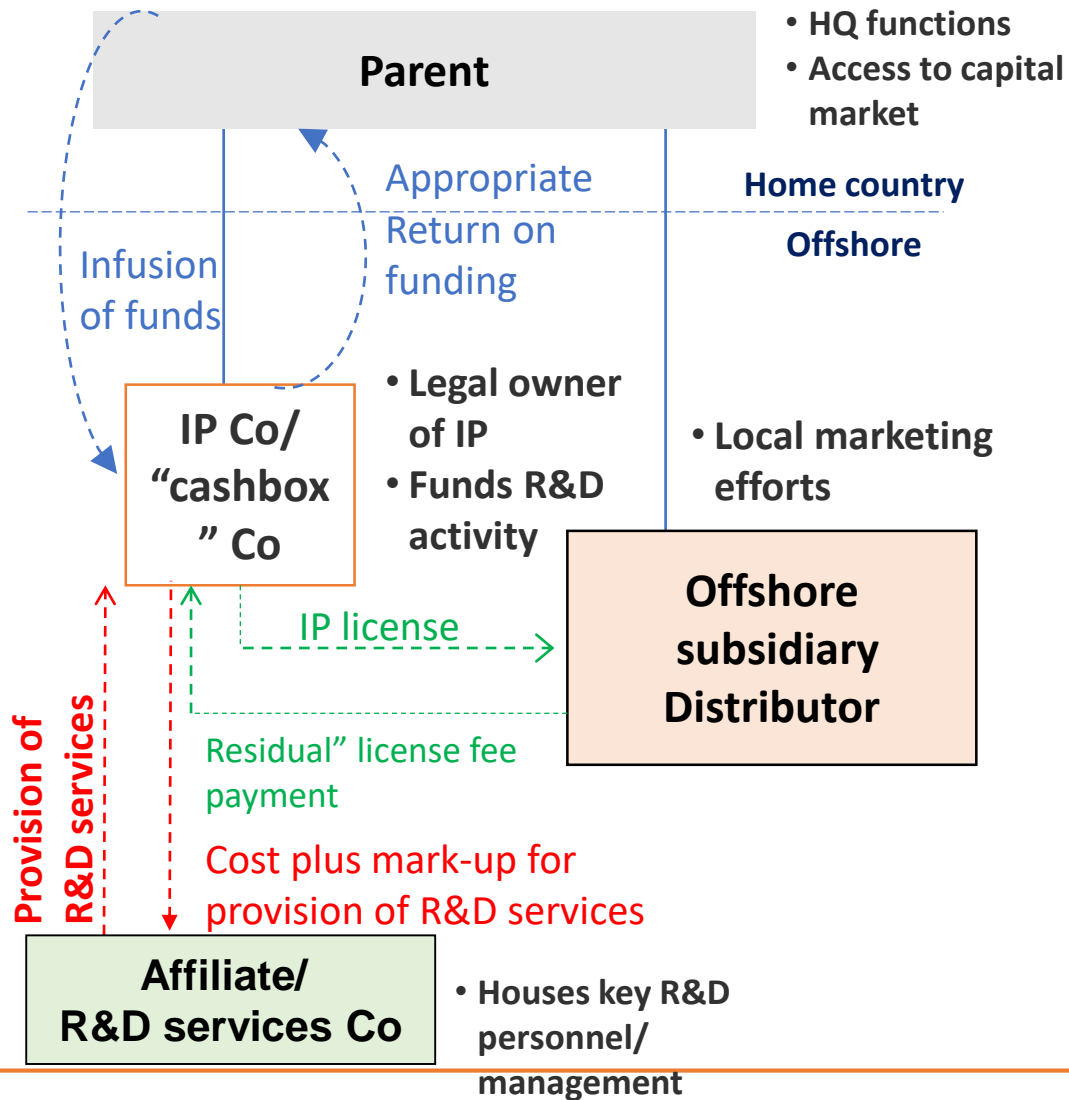 Parent
• HQ functions
• Access to capital
market
Home country
Offshore
Appropriate
Return on
funding
Infusion
of funds
IP Co/
“cashbox
” Co
• Legal owner
of IP
• Funds R&D
activity
• Local marketing
efforts
Offshore
subsidiary
Distributor
IP license
Residual” license fee
payment
Provision of
R&D services
Cost plus mark-up for
provision of R&D services
Affiliate/
R&D services Co
• Houses key R&D
personnel/
management